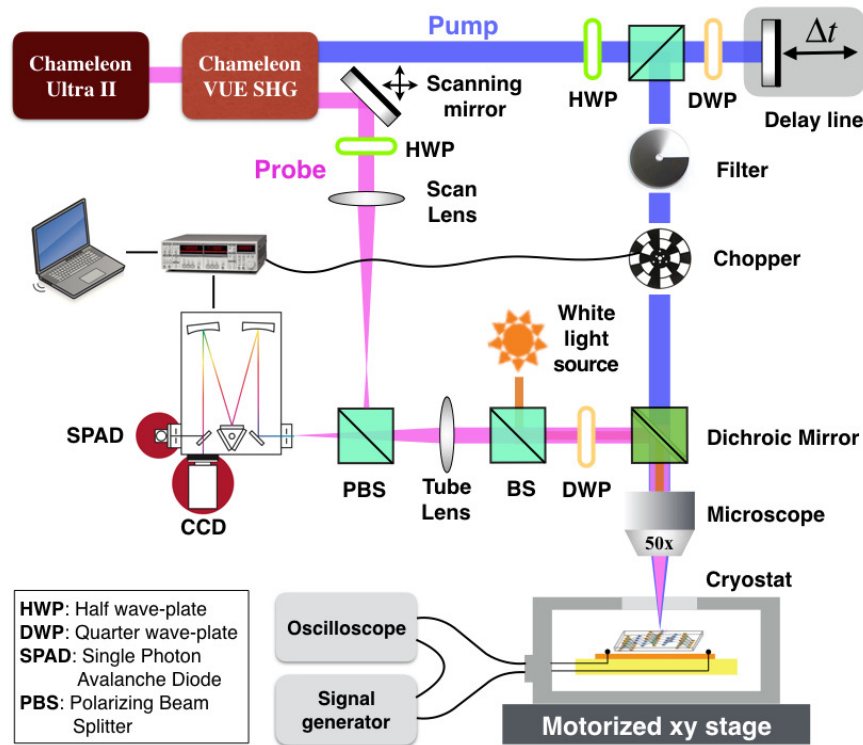 Pump
Chameleon
Ultra II
Chameleon
VUE SHG
Scanning
mirror
HWP
DWP
Δt
Delay line
HWP
Probe
Scan
Lens
Filter
Chopper
White
light
source
SPAD
CCD
PBS
Tube
Lens
BS
DWP
Dichroic Mirror
Microscope
50x
Cryostat
HWP: Half wave-plate
DWP: Quarter wave-plate
SPAD: Single Photon
Avalanche Diode
PBS: Polarizing Beam
Splitter
Oscilloscope
Signal
generator
Motorized xy stage